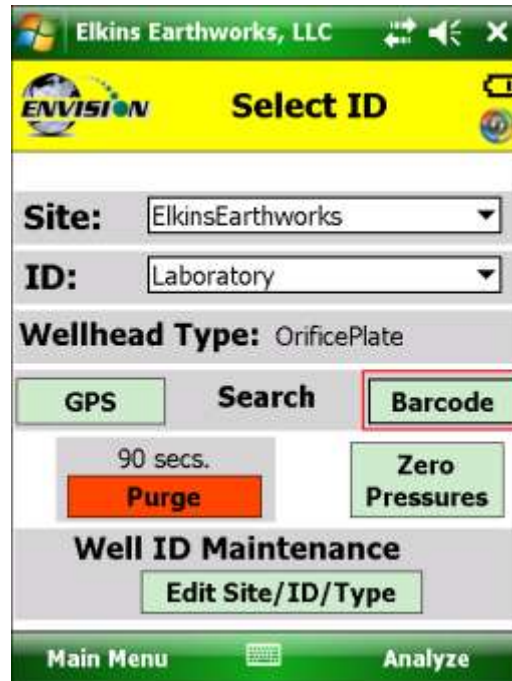 Elkins Earthworks, LLC
ENVISION
Select ID
Site: ElkinsEarthworks
ID: Laboratory
Wellhead Type: OrificePlate
GPS Search Barcode
90 secs.
Purge
Zero
Pressures
Well ID Maintenance
Edit Site/ID/Type
Main Menu Analyze